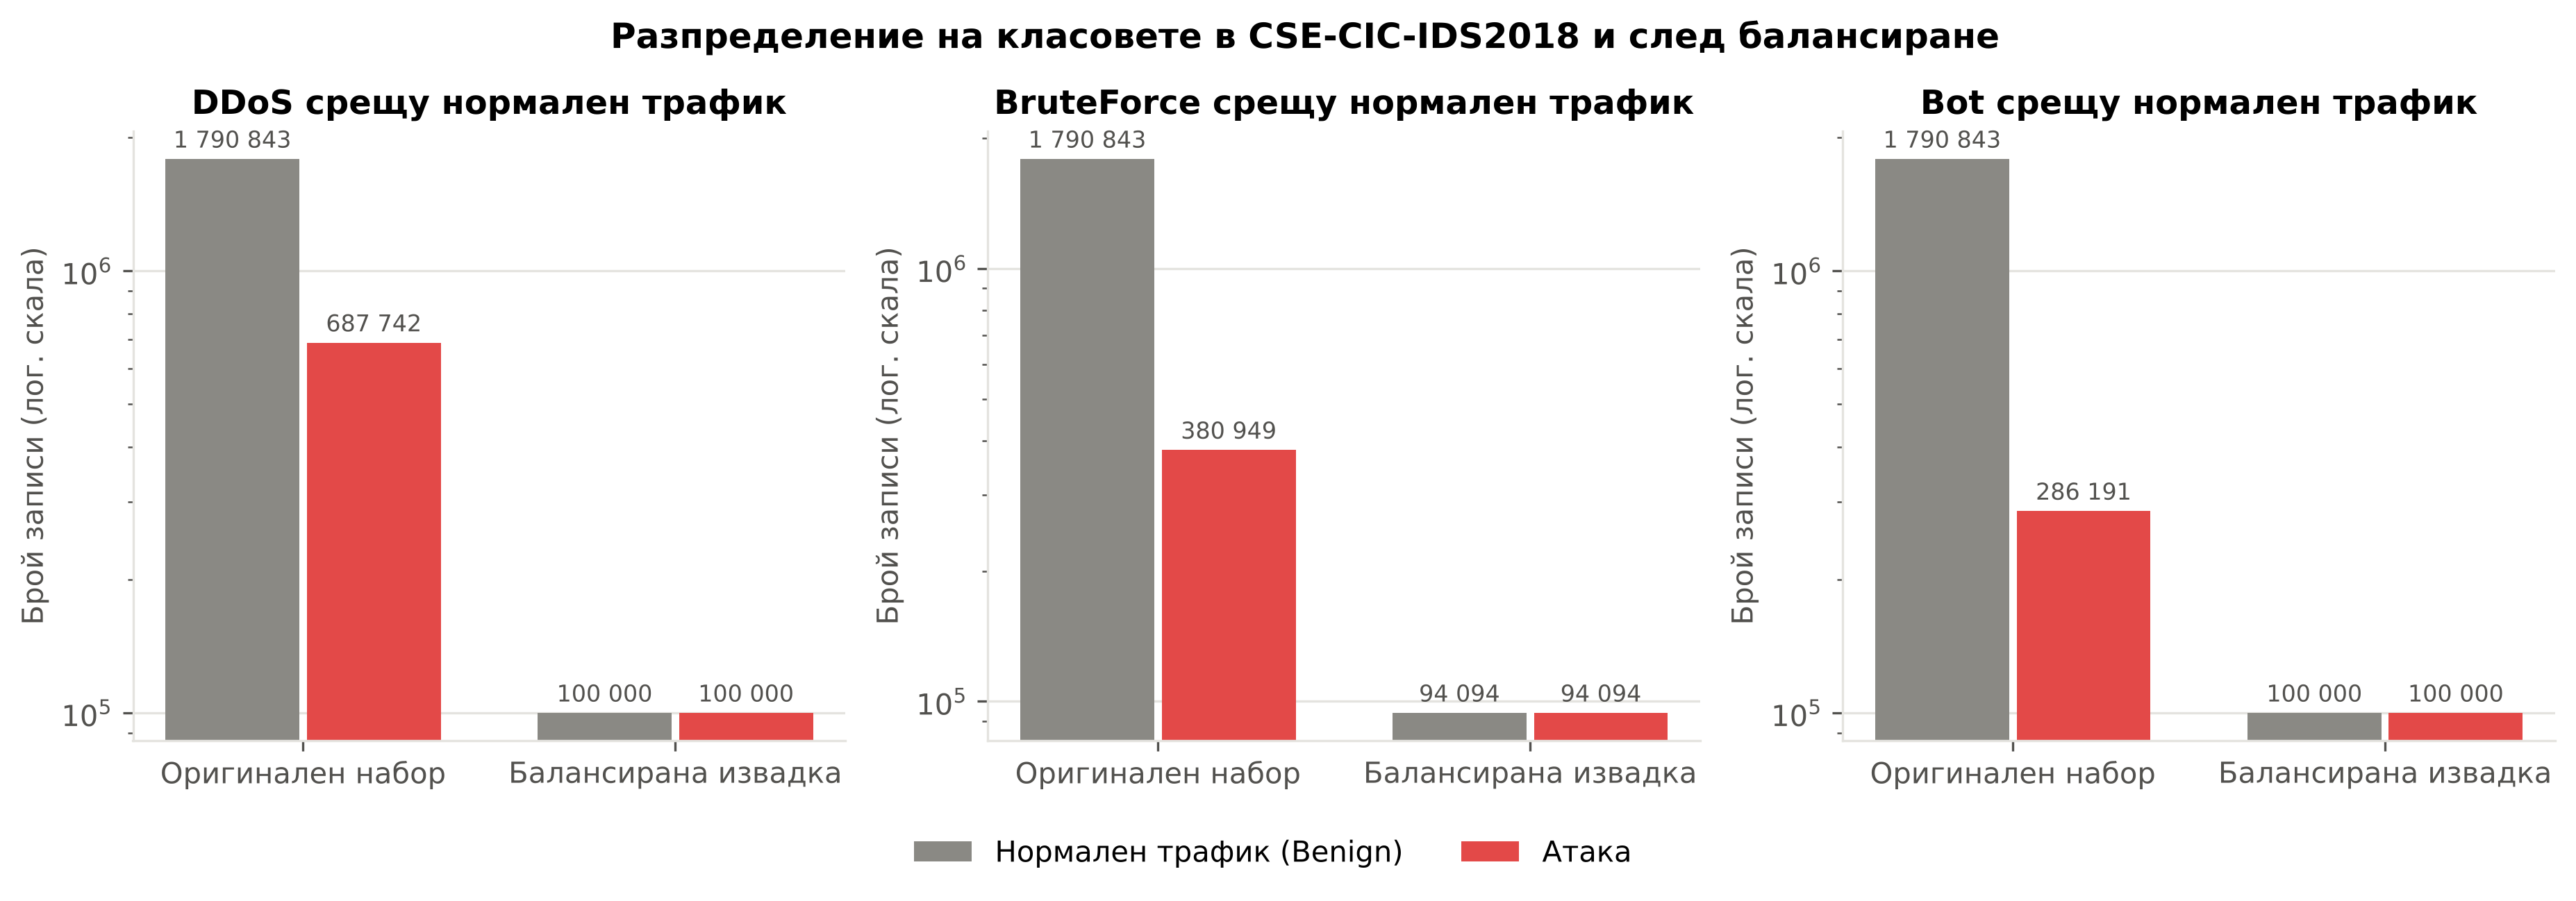 Разпределение на класовете в CSE-CIC-IDS2018 и след балансиране
DDoS срещу нормален трафик
1 790 843
687 742
100 000
100 000
10⁶
10⁵
Брой записи (лог. скала)
Оригинален набор
Балансирана извадка
BruteForce срещу нормален трафик
1 790 843
380 949
94 094
94 094
10⁶
10⁵
Брой записи (лог. скала)
Оригинален набор
Балансирана извадка
Bot срещу нормален трафик
1 790 843
286 191
100 000
100 000
10⁶
10⁵
Брой записи (лог. скала)
Оригинален набор
Балансирана извадка
Нормален трафик (Benign)
Атака